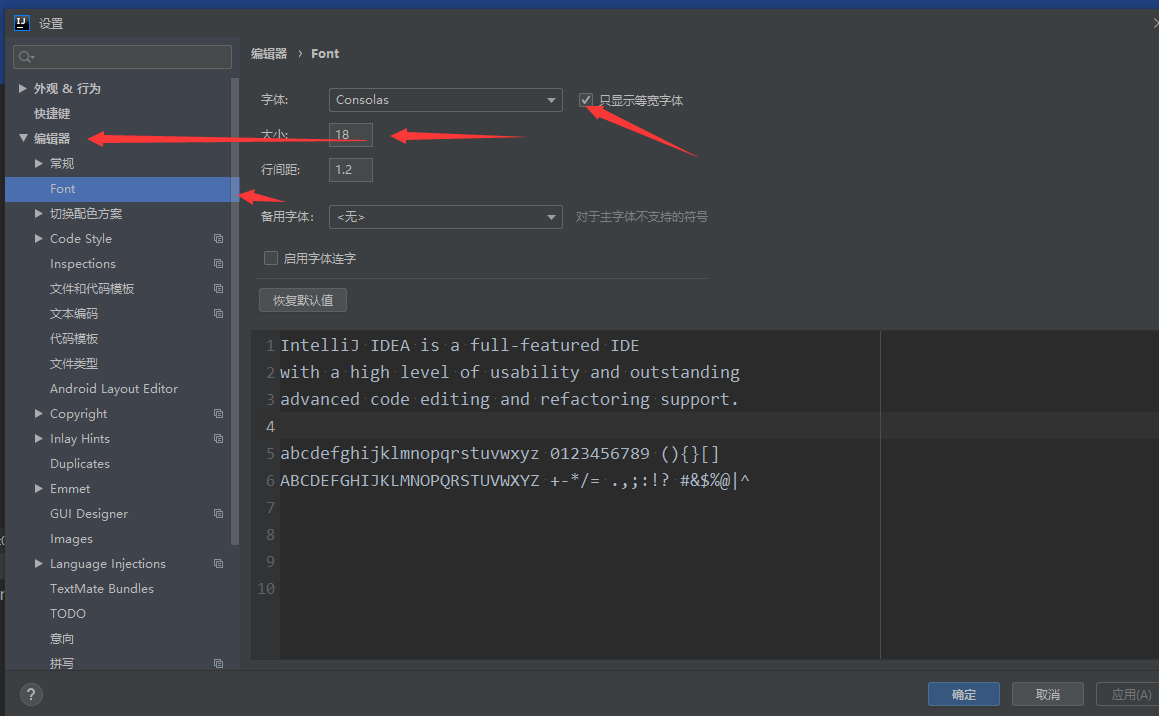 IJ 设置
外观 & 行为
快捷键
编辑器
常规
Font
切换配色方案
Code Style
Inspections
文件和代码模板
文本编码
代码模板
文件类型
Android Layout Editor
Copyright
Inlay Hints
Duplicates
Emmet
GUI Designer
Images
Language Injections
TextMate Bundles
TODO
意向
拼写
编辑器 › Font
字体: Consolas 只显示等宽字体
大小: 18
行间距: 1.2
备用字体: <无> 对于主字体不支持的符号
启用字体连字
恢复默认值
1 IntelliJ IDEA is a full-featured IDE
2 with a high level of usability and outstanding
3 advanced code editing and refactoring support.
4
5 abcdefghijklmnopqrstuvwxyz 0123456789 (){}[]
6 ABCDEFGHIJKLMNOPQRSTUVWXYZ +-*/= .,;:!? #&$%@|^
7
8
9
10
? 确定 取消 应用(A)